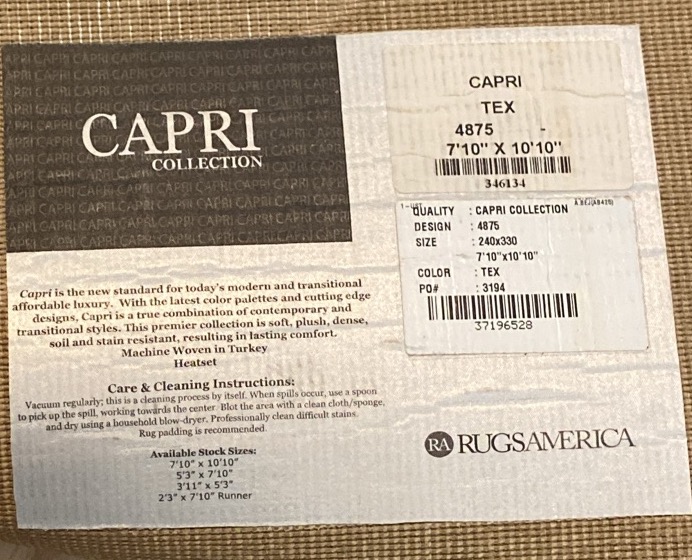 CAPRI
COLLECTION
Capri is the new standard for today's modern and transitional
affordable luxury. With the latest color palettes and cutting edge
designs, Capri is a true combination of contemporary and
transitional styles. This premier collection is soft, plush, dense,
soil and stain resistant, resulting in lasting comfort.
Machine Woven in Turkey
Heatset
Care & Cleaning Instructions:
Vacuum regularly; this is a cleaning process by itself. When spills occur, use a spoon
to pick up the spill, working towards the center. Blot the area with a clean cloth/sponge,
and dry using a household blow-dryer. Professionally clean difficult stains.
Rug padding is recommended.
Available Stock Sizes:
7'10" x 10'10"
5'3" x 7'10"
3'11" x 5'3"
2'3" x 7'10" Runner
CAPRI
TEX
4875 -
7'10" X 10'10"
346134
QUALITY : CAPRI COLLECTION
DESIGN : 4875
SIZE : 240x330
7'10"x10'10"
COLOR : TEX
PO# : 3194
37196528
RA RUGSAMERICA